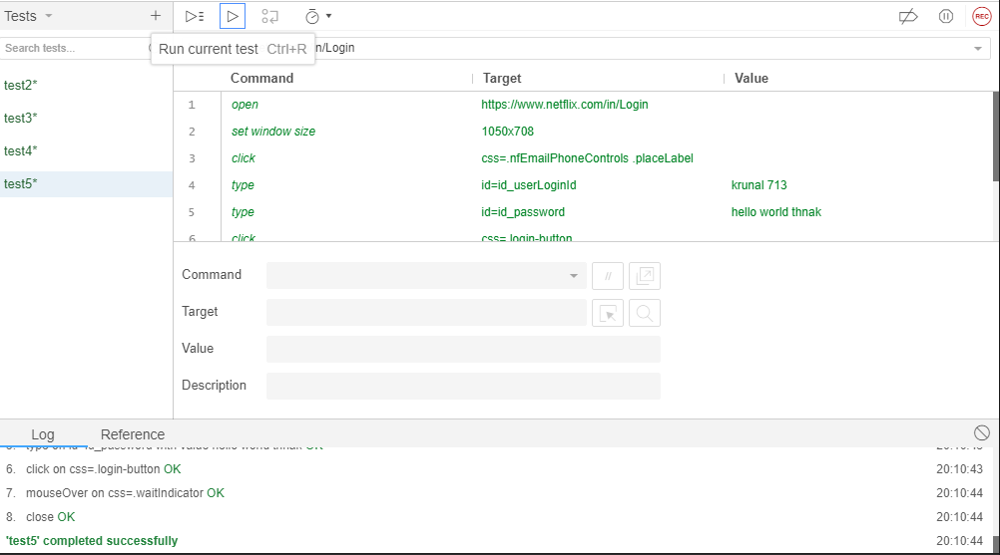 Tests
REC
Search tests...
in/Login
Run current test Ctrl+R
Command Target Value
test2*
test3*
test4*
test5*
1 open https://www.netflix.com/in/Login
2 set window size 1050x708
3 click css=.nfEmailPhoneControls .placeLabel
4 type id=id_userLoginId krunal 713
5 type id=id_password hello world thnak
6 click css=.login-button
Command //
Target
Value
Description
Log Reference
5. type on id=id_password with value hello world thnak OK 20:10:43
6. click on css=.login-button OK 20:10:43
7. mouseOver on css=.waitIndicator OK 20:10:44
8. close OK 20:10:44
'test5' completed successfully 20:10:44